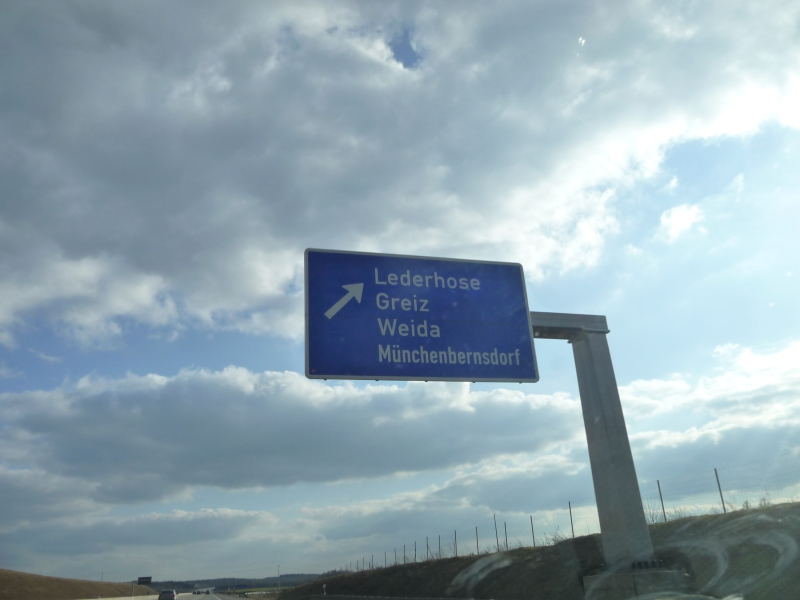 Lederhose
Greiz
Weida
Münchenbernsdorf